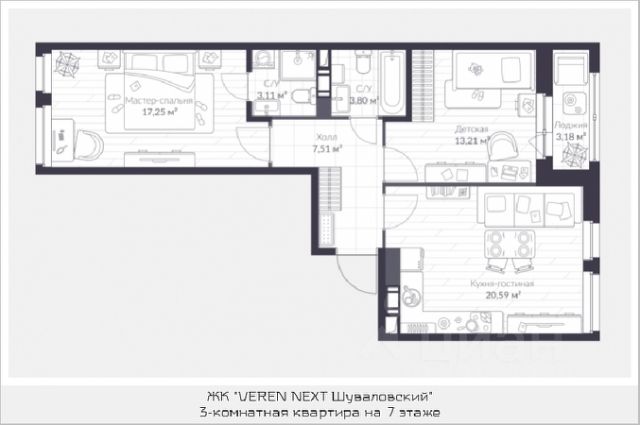 С/У
3.11 м²
С/У
3.80 м²
Мастер-спальня
17,25 м²
Холл
7,51 м²
Детская
13,21 м²
Лоджия
3,18 м²
Кухня-гостиная
20,59 м²
циан
ЖК "VEREN NEXT Шуваловский"
3-комнатная квартира на 7 этаже